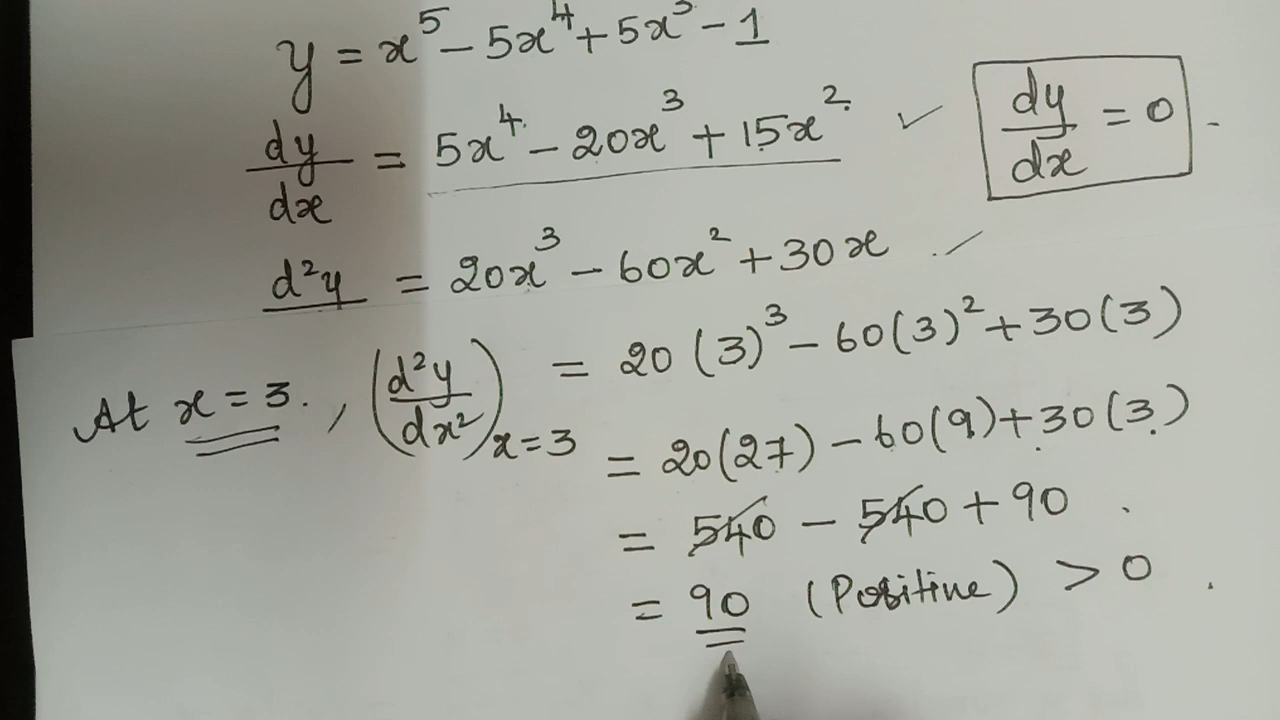 y = x⁵ - 5x⁴ + 5x³ - 1
dy/dx = 5x⁴ - 20x³ + 15x² ✓ dy/dx = 0
d²y = 20x³ - 60x² + 30x
At x = 3. , (d²y/dx²)x=3 = 20(3)³ - 60(3)² + 30(3)
= 20(27) - 60(9) + 30(3)
= 540 - 540 + 90
= 90 (Positive) > 0